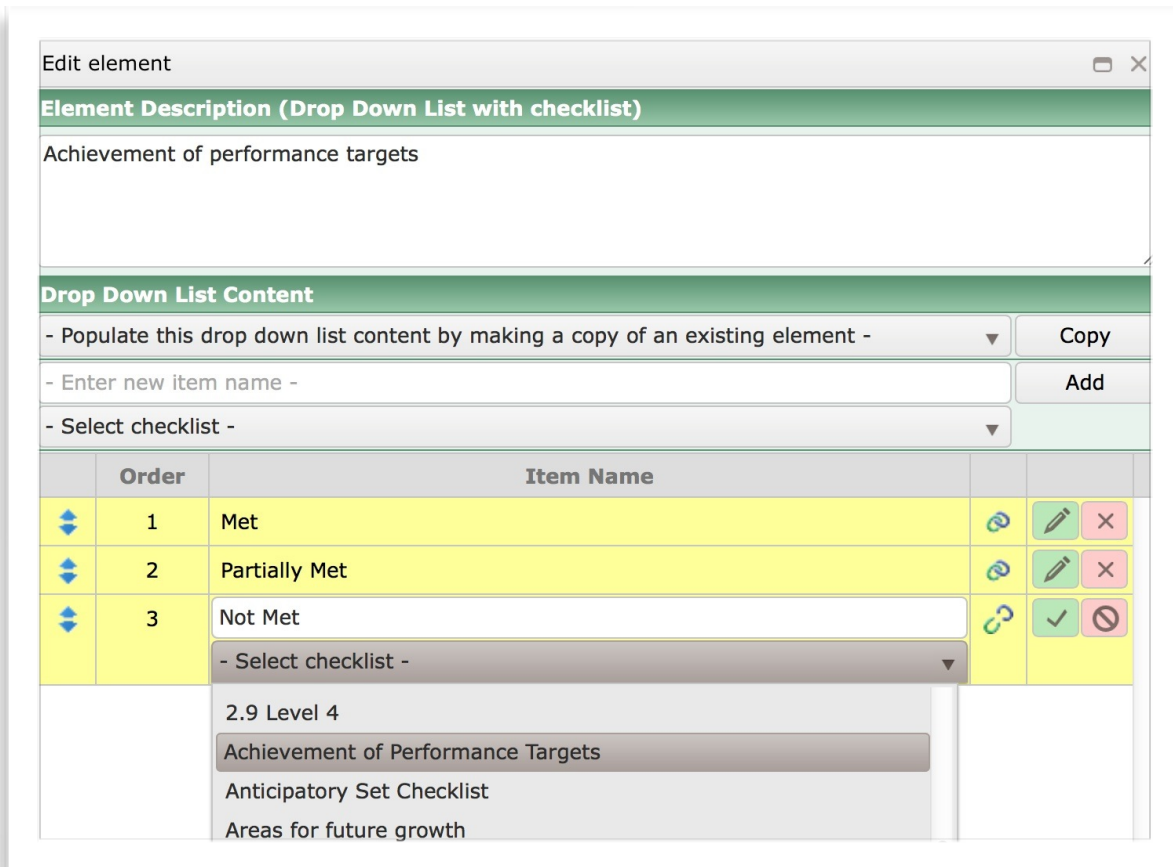 Edit element
Element Description (Drop Down List with checklist)
Achievement of performance targets
Drop Down List Content
- Populate this drop down list content by making a copy of an existing element - Copy
- Enter new item name - Add
- Select checklist -
Order Item Name
1 Met
2 Partially Met
3 Not Met
- Select checklist -
2.9 Level 4
Achievement of Performance Targets
Anticipatory Set Checklist
Areas for future growth